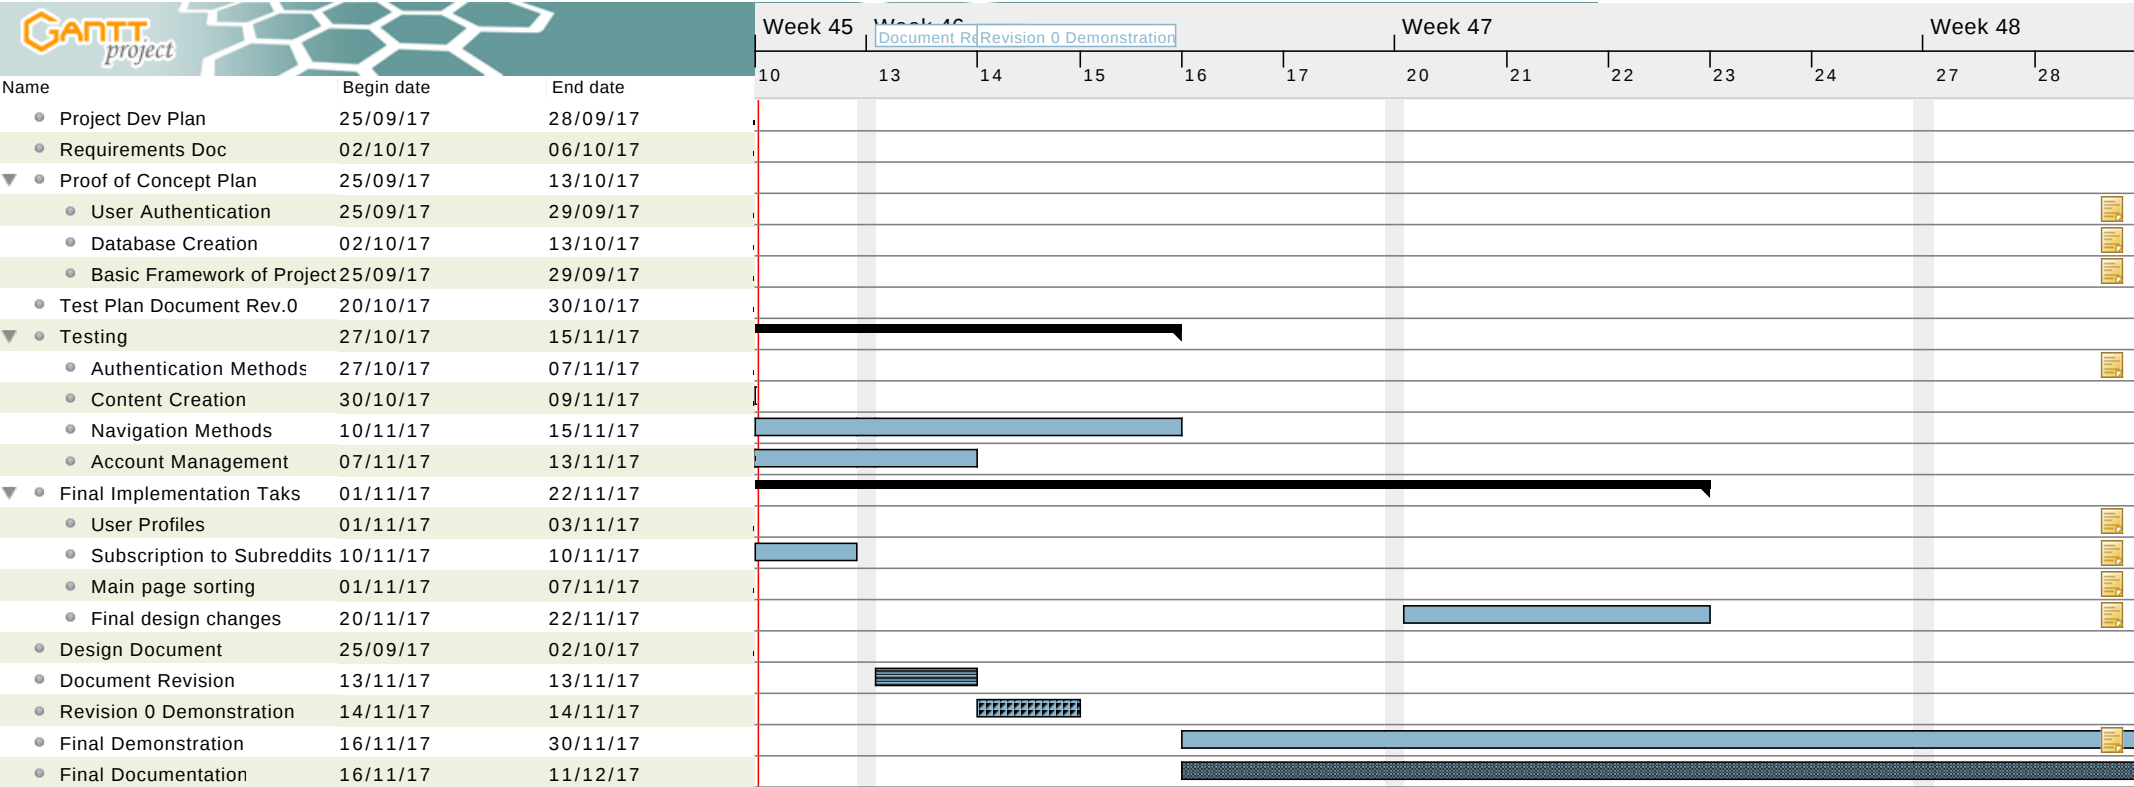 GANTT project
Week 45 Week 46 Week 47 Week 48
Document Re Revision 0 Demonstration
10 13 14 15 16 17 20 21 22 23 24 27 28
Name Begin date End date
Project Dev Plan 25/09/17 28/09/17
Requirements Doc 02/10/17 06/10/17
Proof of Concept Plan 25/09/17 13/10/17
User Authentication 25/09/17 29/09/17
Database Creation 02/10/17 13/10/17
Basic Framework of Project 25/09/17 29/09/17
Test Plan Document Rev.0 20/10/17 30/10/17
Testing 27/10/17 15/11/17
Authentication Methods 27/10/17 07/11/17
Content Creation 30/10/17 09/11/17
Navigation Methods 10/11/17 15/11/17
Account Management 07/11/17 13/11/17
Final Implementation Taks 01/11/17 22/11/17
User Profiles 01/11/17 03/11/17
Subscription to Subreddits 10/11/17 10/11/17
Main page sorting 01/11/17 07/11/17
Final design changes 20/11/17 22/11/17
Design Document 25/09/17 02/10/17
Document Revision 13/11/17 13/11/17
Revision 0 Demonstration 14/11/17 14/11/17
Final Demonstration 16/11/17 30/11/17
Final Documentation 16/11/17 11/12/17